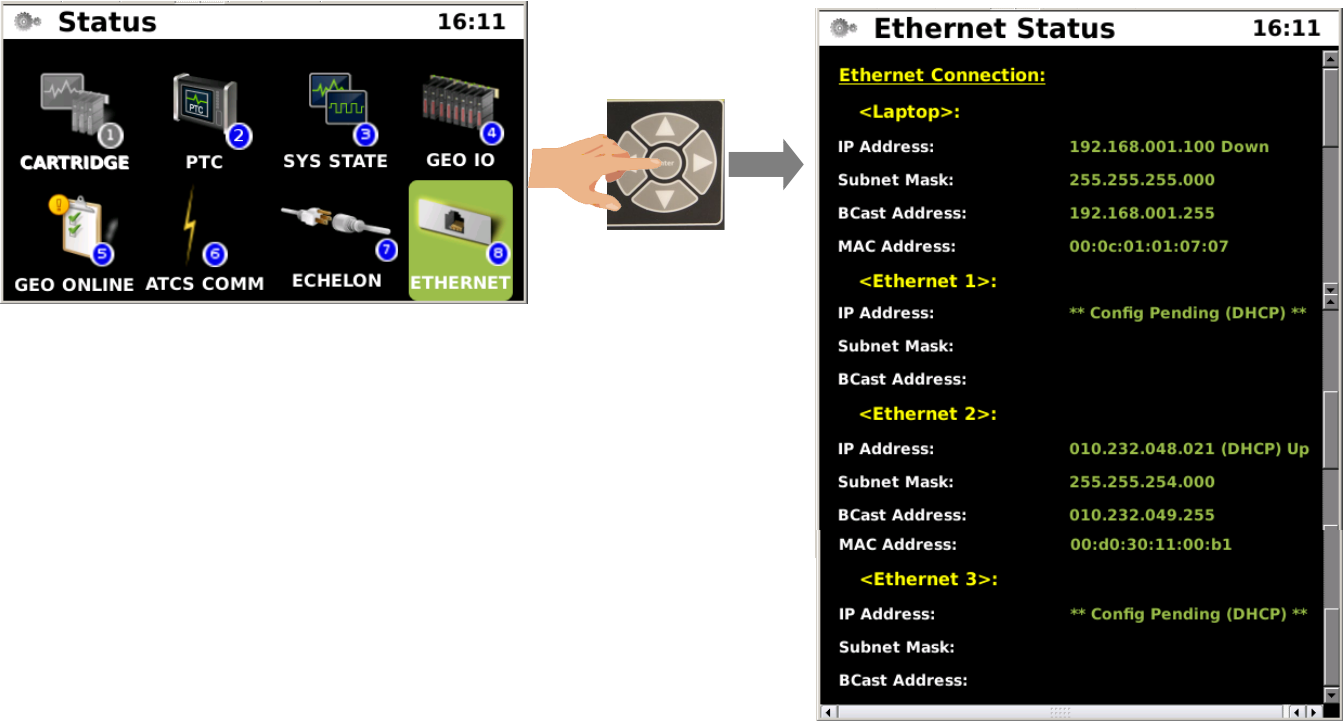 Status 16:11
1 2 3 4
PTC
CARTRIDGE PTC SYS STATE GEO IO
5 6 7 8
GEO ONLINE ATCS COMM ECHELON ETHERNET
Ethernet Status 16:11
Ethernet Connection:
<Laptop>:
IP Address: 192.168.001.100 Down
Subnet Mask: 255.255.255.000
BCast Address: 192.168.001.255
MAC Address: 00:0c:01:01:07:07
<Ethernet 1>:
IP Address: ** Config Pending (DHCP) **
Subnet Mask:
BCast Address:
<Ethernet 2>:
IP Address: 010.232.048.021 (DHCP) Up
Subnet Mask: 255.255.254.000
BCast Address: 010.232.049.255
MAC Address: 00:d0:30:11:00:b1
<Ethernet 3>:
IP Address: ** Config Pending (DHCP) **
Subnet Mask:
BCast Address: